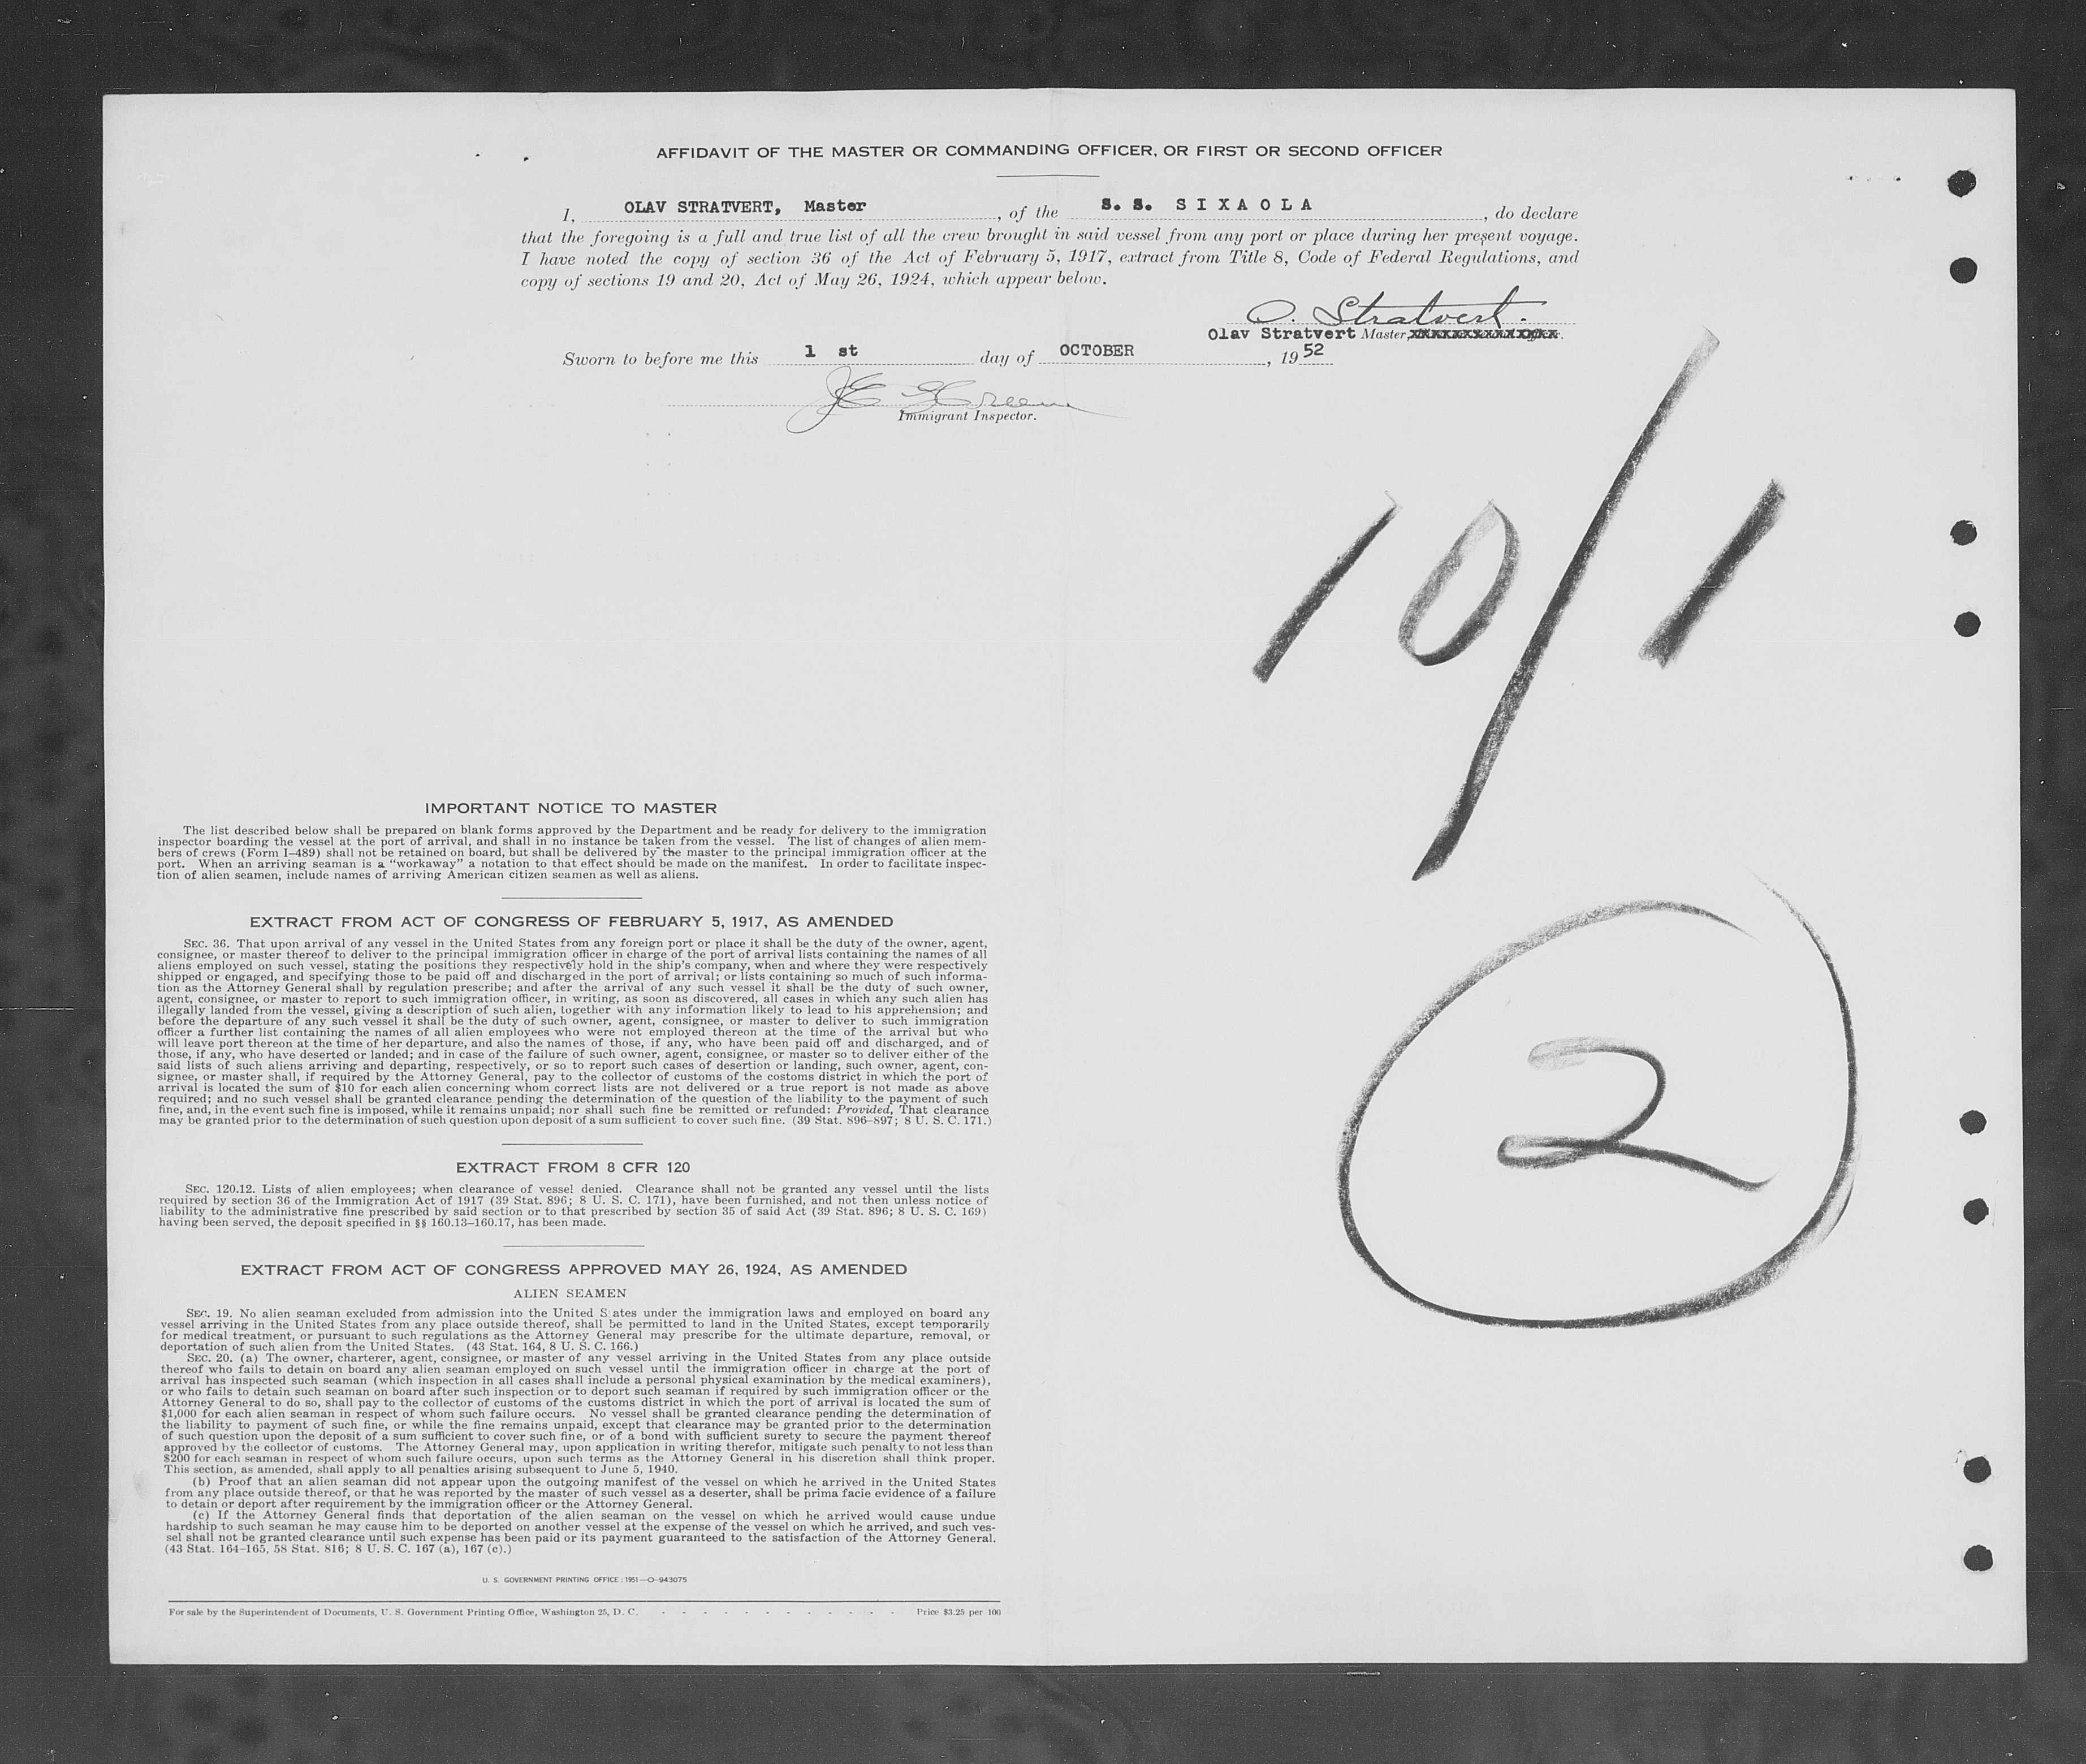 AFFIDAVIT OF THE MASTER OR COMMANDING OFFICER, OR FIRST OR SECOND OFFICER
I, OLAV STRATVERT, Master, of the S. S. SIXAOLA, do declare
that the foregoing is a full and true list of all the crew brought in said vessel from any port or place during her present voyage.
I have noted the copy of section 36 of the Act of February 5, 1917, extract from Title 8, Code of Federal Regulations, and
copy of sections 19 and 20, Act of May 26, 1924, which appear below.
O. Stratvert.
Olav Stratvert Master,
Sworn to before me this 1 st day of OCTOBER, 1952
Immigrant Inspector.
10/1
2
IMPORTANT NOTICE TO MASTER
The list described below shall be prepared on blank forms approved by the Department and be ready for delivery to the immigration
inspector boarding the vessel at the port of arrival, and shall in no instance be taken from the vessel. The list of changes of alien mem-
bers of crews (Form I-489) shall not be retained on board, but shall be delivered by the master to the principal immigration officer at the
port. When an arriving seaman is a “workaway” a notation to that effect should be made on the manifest. In order to facilitate inspec-
tion of alien seamen, include names of arriving American citizen seamen as well as aliens.
EXTRACT FROM ACT OF CONGRESS OF FEBRUARY 5, 1917, AS AMENDED
SEC. 36. That upon arrival of any vessel in the United States from any foreign port or place it shall be the duty of the owner, agent,
consignee, or master thereof to deliver to the principal immigration officer in charge of the port of arrival lists containing the names of all
aliens employed on such vessel, stating the positions they respectively hold in the ship's company, when and where they were respectively
shipped or engaged, and specifying those to be paid off and discharged in the port of arrival; or lists containing so much of such informa-
tion as the Attorney General shall by regulation prescribe; and after the arrival of any such vessel it shall be the duty of such owner,
agent, consignee, or master to report to such immigration officer, in writing, as soon as discovered, all cases in which any such alien has
illegally landed from the vessel, giving a description of such alien, together with any information likely to lead to his apprehension; and
before the departure of any such vessel it shall be the duty of such owner, agent, consignee, or master to deliver to such immigration
officer a further list containing the names of all alien employees who were not employed thereon at the time of the arrival but who
will leave port thereon at the time of her departure, and also the names of those, if any, who have been paid off and discharged, and of
those, if any, who have deserted or landed; and in case of the failure of such owner, agent, consignee, or master so to deliver either of the
said lists of such aliens arriving and departing, respectively, or so to report such cases of desertion or landing, such owner, agent, con-
signee, or master shall, if required by the Attorney General, pay to the collector of customs of the costoms district in which the port of
arrival is located the sum of $10 for each alien concerning whom correct lists are not delivered or a true report is not made as above
required; and no such vessel shall be granted clearance pending the determination of the question of the liability to the payment of such
fine, and, in the event such fine is imposed, while it remains unpaid; nor shall such fine be remitted or refunded: Provided, That clearance
may be granted prior to the determination of such question upon deposit of a sum sufficient to cover such fine. (39 Stat. 896–897; 8 U. S. C. 171.)
EXTRACT FROM 8 CFR 120
SEC. 120.12. Lists of alien employees; when clearance of vessel denied. Clearance shall not be granted any vessel until the lists
required by section 36 of the Immigration Act of 1917 (39 Stat. 896; 8 U. S. C. 171), have been furnished, and not then unless notice of
liability to the administrative fine prescribed by said section or to that prescribed by section 35 of said Act (39 Stat. 896; 8 U. S. C. 169)
having been served, the deposit specified in §§ 160.13–160.17, has been made.
EXTRACT FROM ACT OF CONGRESS APPROVED MAY 26, 1924, AS AMENDED
ALIEN SEAMEN
SEC. 19. No alien seaman excluded from admission into the United States under the immigration laws and employed on board any
vessel arriving in the United States from any place outside thereof, shall be permitted to land in the United States, except temporarily
for medical treatment, or pursuant to such regulations as the Attorney General may prescribe for the ultimate departure, removal, or
deportation of such alien from the United States. (43 Stat. 164, 8 U. S. C. 166.)
SEC. 20. (a) The owner, charterer, agent, consignee, or master of any vessel arriving in the United States from any place outside
thereof who fails to detain on board any alien seaman employed on such vessel until the immigration officer in charge at the port of
arrival has inspected such seaman (which inspection in all cases shall include a personal physical examination by the medical examiners),
or who fails to detain such seaman on board after such inspection or to deport such seaman if required by such immigration officer or the
Attorney General to do so, shall pay to the collector of customs of the customs district in which the port of arrival is located the sum of
$1,000 for each alien seaman in respect of whom such failure occurs. No vessel shall be granted clearance pending the determination of
the liability to payment of such fine, or while the fine remains unpaid, except that clearance may be granted prior to the determination
of such question upon the deposit of a sum sufficient to cover such fine, or of a bond with sufficient surety to secure the payment thereof
approved by the collector of customs. The Attorney General may, upon application in writing therefor, mitigate such penalty to not less than
$200 for each seaman in respect of whom such failure occurs, upon such terms as the Attorney General in his discretion shall think proper.
This section, as amended, shall apply to all penalties arising subsequent to June 5, 1940.
(b) Proof that an alien seaman did not appear upon the outgoing manifest of the vessel on which he arrived in the United States
from any place outside thereof, or that he was reported by the master of such vessel as a deserter, shall be prima facie evidence of a failure
to detain or deport after requirement by the immigration officer or the Attorney General.
(c) If the Attorney General finds that deportation of the alien seaman on the vessel on which he arrived would cause undue
hardship to such seaman he may cause him to be deported on another vessel at the expense of the vessel on which he arrived, and such ves-
sel shall not be granted clearance until such expense has been paid or its payment guaranteed to the satisfaction of the Attorney General.
(43 Stat. 164–165, 58 Stat. 816; 8 U. S. C. 167 (a), 167 (c).)
U. S. GOVERNMENT PRINTING OFFICE : 1951—O-943075
For sale by the Superintendent of Documents, U. S. Government Printing Office, Washington 25, D. C. - - - - - - - - - - - - Price $3.25 per 100